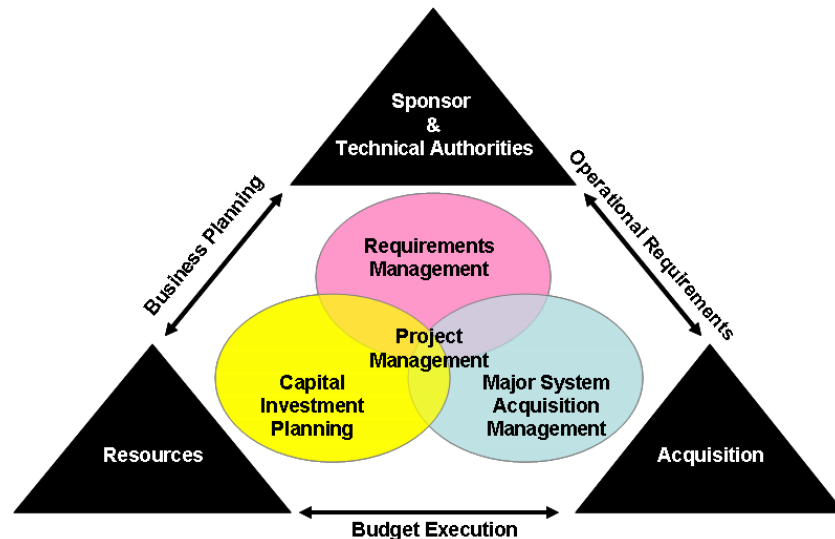 Sponsor
&
Technical Authorities
Business Planning
Operational Requirements
Requirements
Management
Project
Management
Capital
Investment
Planning
Major System
Acquisition
Management
Resources
Acquisition
Budget Execution